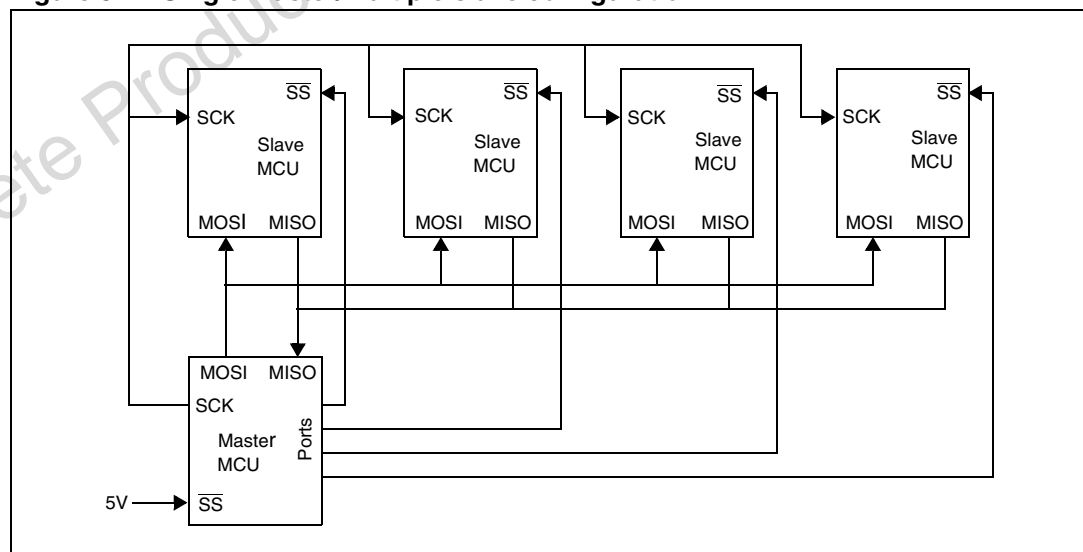 SS SS SS SS
SCK SCK SCK SCK
Slave MCU Slave MCU Slave MCU Slave MCU
MOSI MISO MOSI MISO MOSI MISO MOSI MISO
MOSI MISO
SCK
Ports
Master
MCU
5V SS